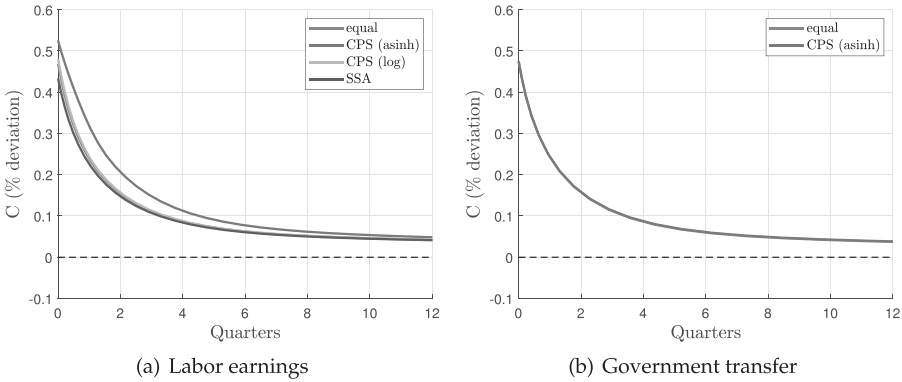 0.6
0.5
0.4
0.3
0.2
0.1
0
-0.1
C (% deviation)
equal
CPS (asinh)
CPS (log)
SSA
0 2 4 6 8 10 12
Quarters
(a) Labor earnings
0.6
0.5
0.4
0.3
0.2
0.1
0
-0.1
C (% deviation)
equal
CPS (asinh)
0 2 4 6 8 10 12
Quarters
(b) Government transfer